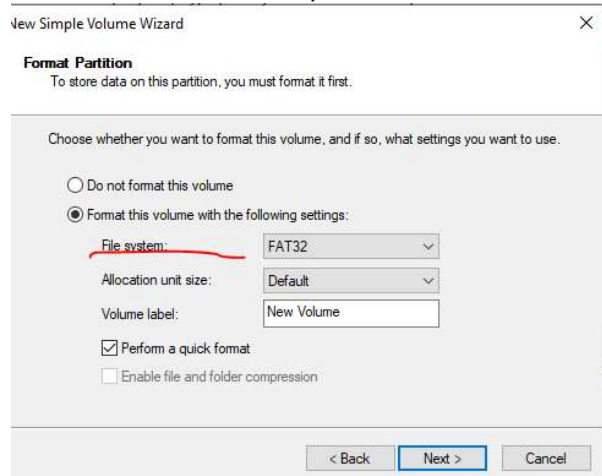 New Simple Volume Wizard
Format Partition
To store data on this partition, you must format it first.
Choose whether you want to format this volume, and if so, what settings you want to use.
Do not format this volume
Format this volume with the following settings:
File system: FAT32
Allocation unit size: Default
Volume label: New Volume
Perform a quick format
Enable file and folder compression
< Back Next > Cancel